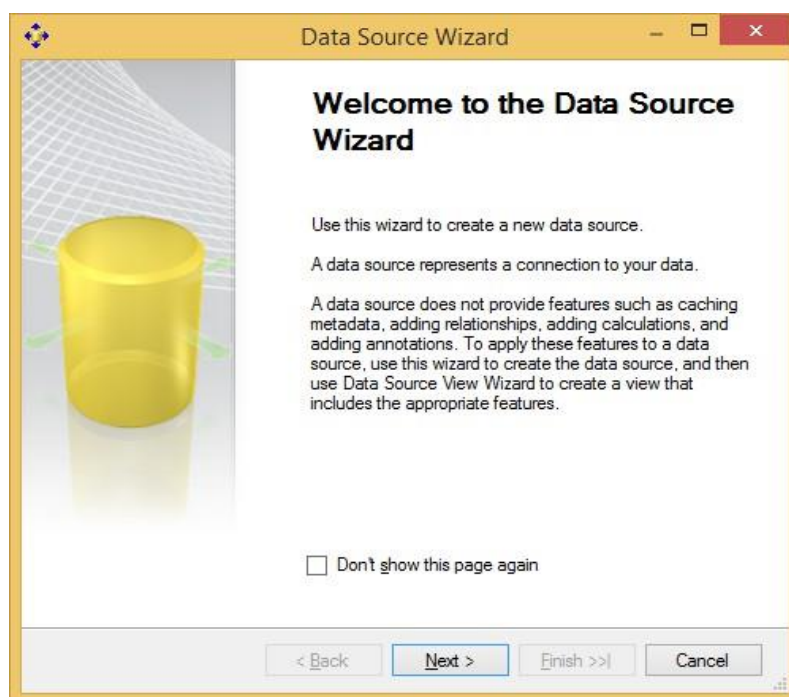 Data Source Wizard
Welcome to the Data Source
Wizard
Use this wizard to create a new data source.
A data source represents a connection to your data.
A data source does not provide features such as caching
metadata, adding relationships, adding calculations, and
adding annotations. To apply these features to a data
source, use this wizard to create the data source, and then
use Data Source View Wizard to create a view that
includes the appropriate features.
Don't show this page again
< Back Next > Finish >>| Cancel